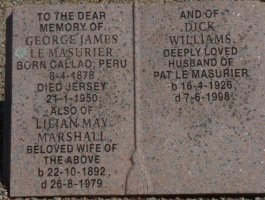 TO THE DEAR
MEMORY OF
GEORGE JAMES
LE MASURIER
BORN CALLAO, PERU
8-4-1878
DIED JERSEY
21-1-1950
ALSO OF
LILIAN MAY
MARSHALL
BELOVED WIFE OF
THE ABOVE
b 22-10-1892
d 26-8-1979
AND OF
DICK
WILLIAMS
DEEPLY LOVED
HUSBAND OF
PAT LE MASURIER
b 16-4-1926
d 7-6-1998